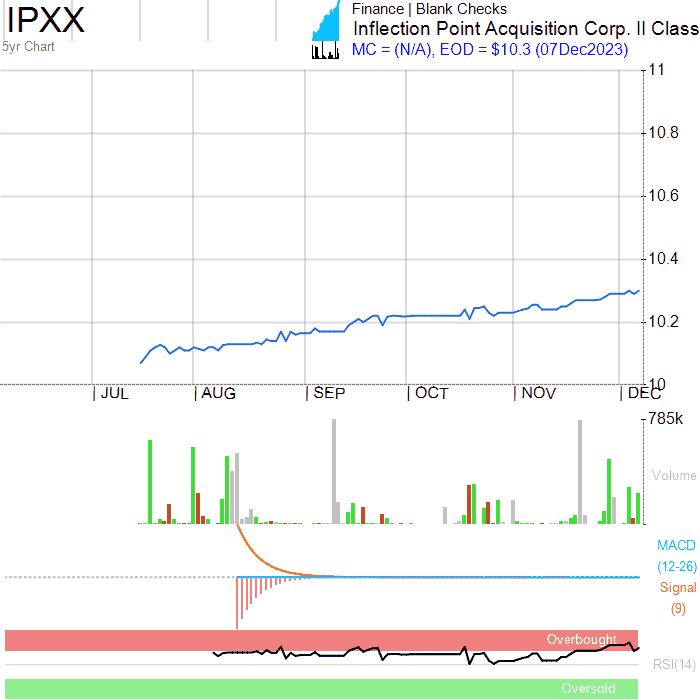 IPXX
5yr Chart
Finance | Blank Checks
Inflection Point Acquisition Corp. II Class
MC = (N/A), EOD = $10.3 (07Dec2023)
11
10.8
10.6
10.4
10.2
10
JUL AUG SEP OCT NOV DEC
785k
Volume
MACD
(12-26)
Signal
(9)
Overbought
RSI(14)
Oversold